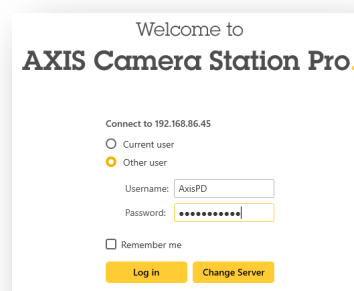 Welcome to
AXIS Camera Station Pro.
Connect to 192.168.86.45
Current user
Other user
Username: AxisPD
Password: ●●●●●●●●●●●
Remember me
Log in Change Server